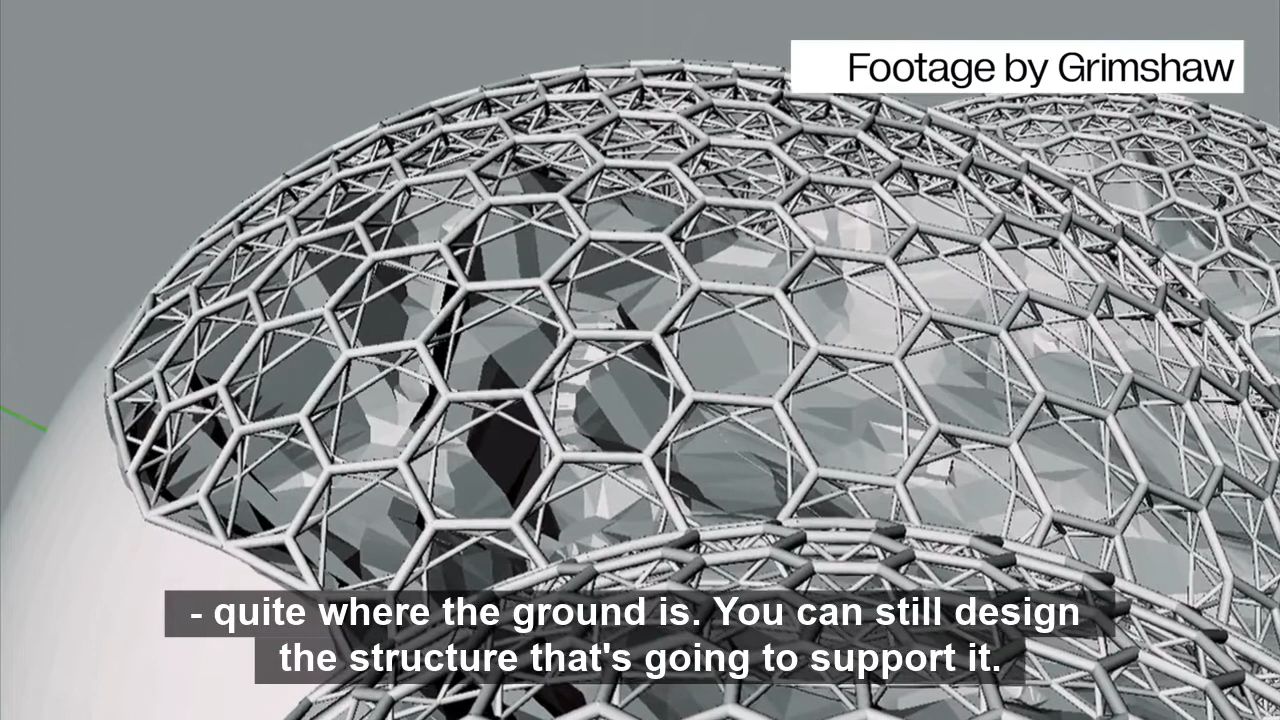 Footage by Grimshaw
- quite where the ground is. You can still design
the structure that's going to support it.